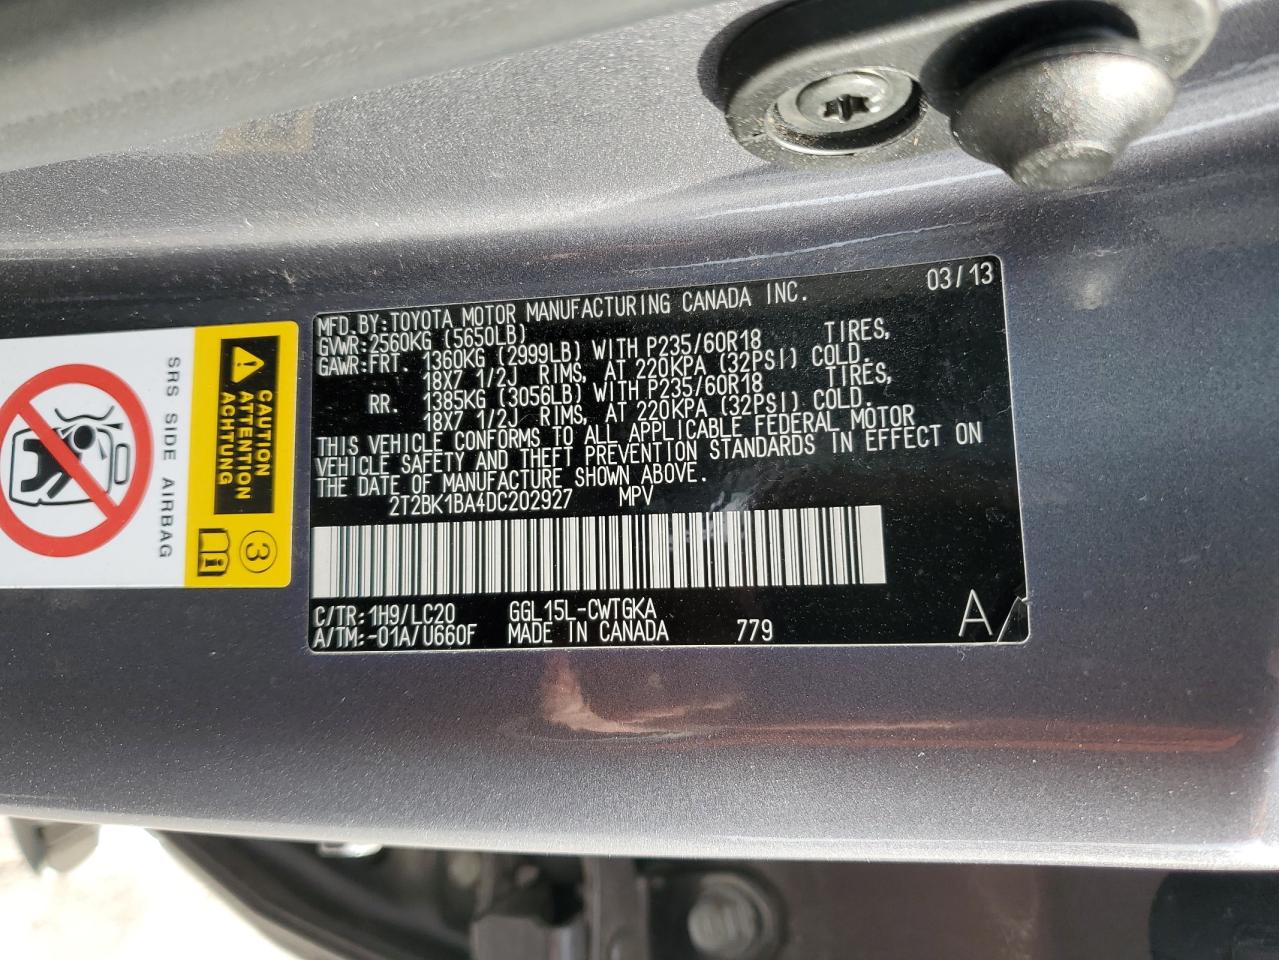 MFD. BY: TOYOTA MOTOR MANUFACTURING CANADA INC. 03/13
GVWR: 2560KG (5650LB)
GAWR: FRT. 1360KG (2999LB) WITH P235/60R18 TIRES,
18X7 1/2J RIMS, AT 220KPA (32PSI) COLD.
RR. 1385KG (3056LB) WITH P235/60R18 TIRES,
18X7 1/2J RIMS, AT 220KPA (32PSI) COLD.
THIS VEHICLE CONFORMS TO ALL APPLICABLE FEDERAL MOTOR
VEHICLE SAFETY AND THEFT PREVENTION STANDARDS IN EFFECT ON
THE DATE OF MANUFACTURE SHOWN ABOVE.
2T2BK1BA4DC202927 MPV
C/TR: 1H9/LC20 GGL15L-CWTGKA
A/TM: -01A/U660F MADE IN CANADA 779
A
CAUTION
ATTENTION
ACHTUNG
3
SRS SIDE AIRBAG